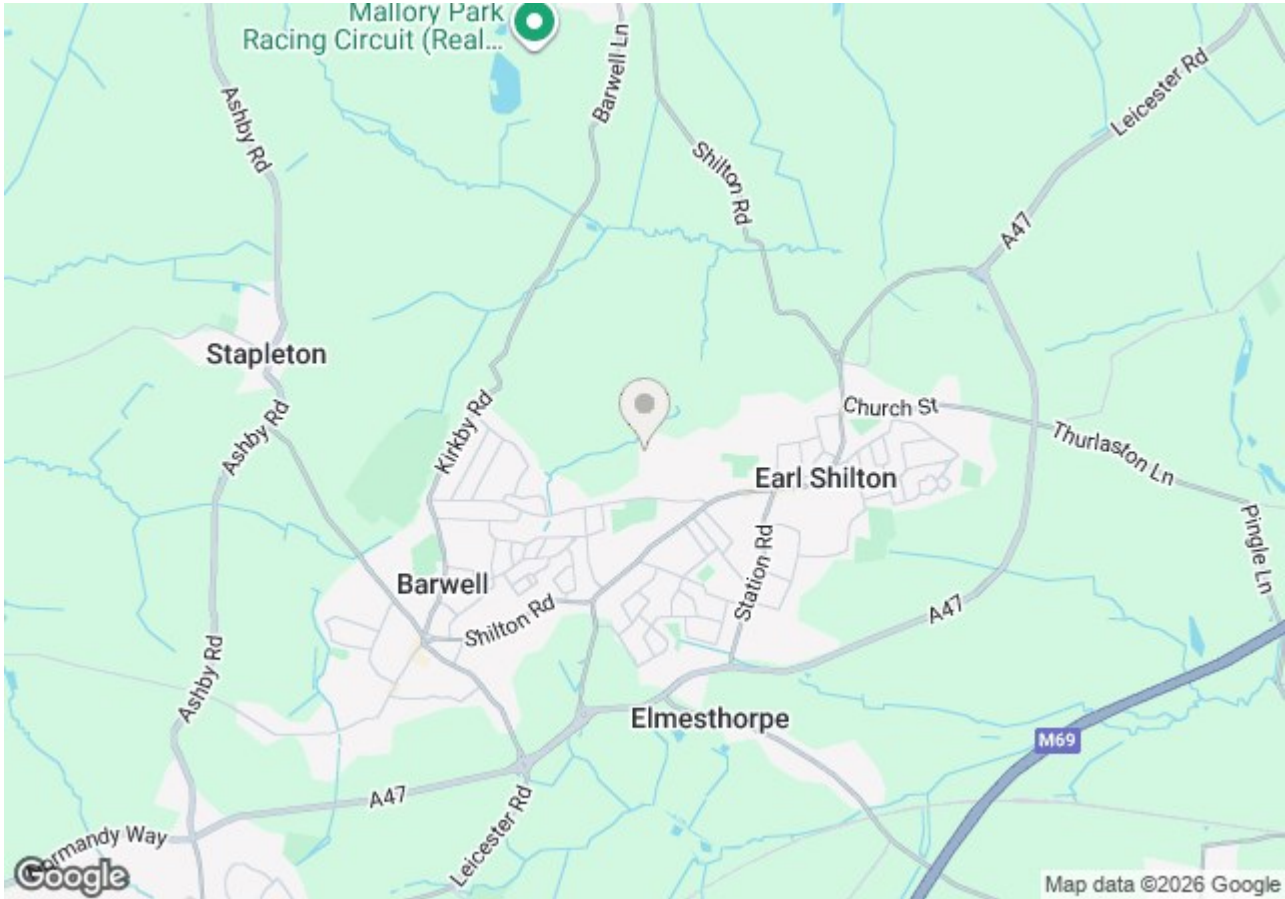 Mallory Park
Racing Circuit (Real...
Barwell Ln
Leicester Rd
Ashby Rd
Shilton Rd
A47
Stapleton
Kirkby Rd
Church St
Ashby Rd
Thurlaston Ln
Earl Shilton
Pingle Ln
Station Rd
Barwell
Shilton Rd
A47
Ashby Rd
Elmesthorpe
M69
A47
Leicester Rd
Normandy Way
Google
Map data ©2026 Google